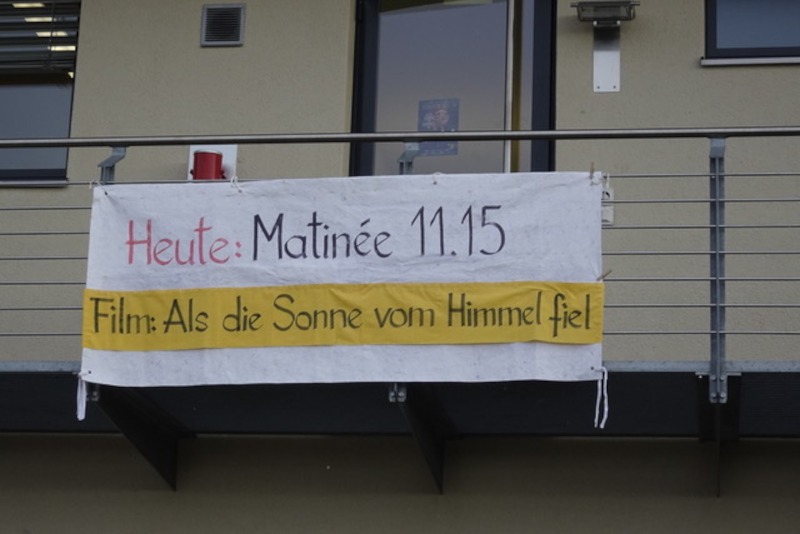 Heute: Matinée 11.15
Film: Als die Sonne vom Himmel fiel